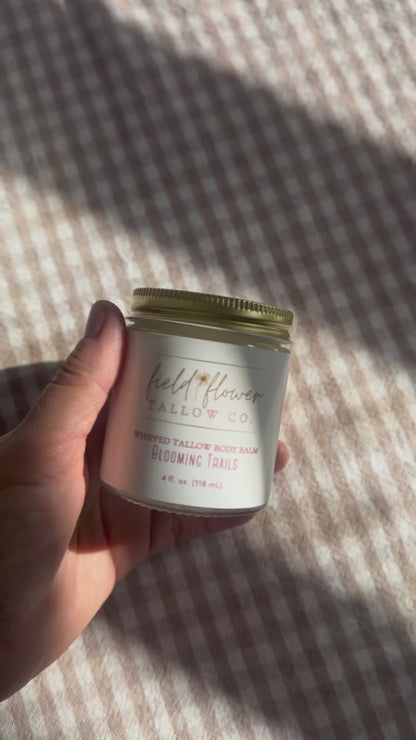 field flower
TALLOW CO.
WHIPPED TALLOW BODY BALM
BLOOMING TRAILS
4 fl. oz. (118 mL)